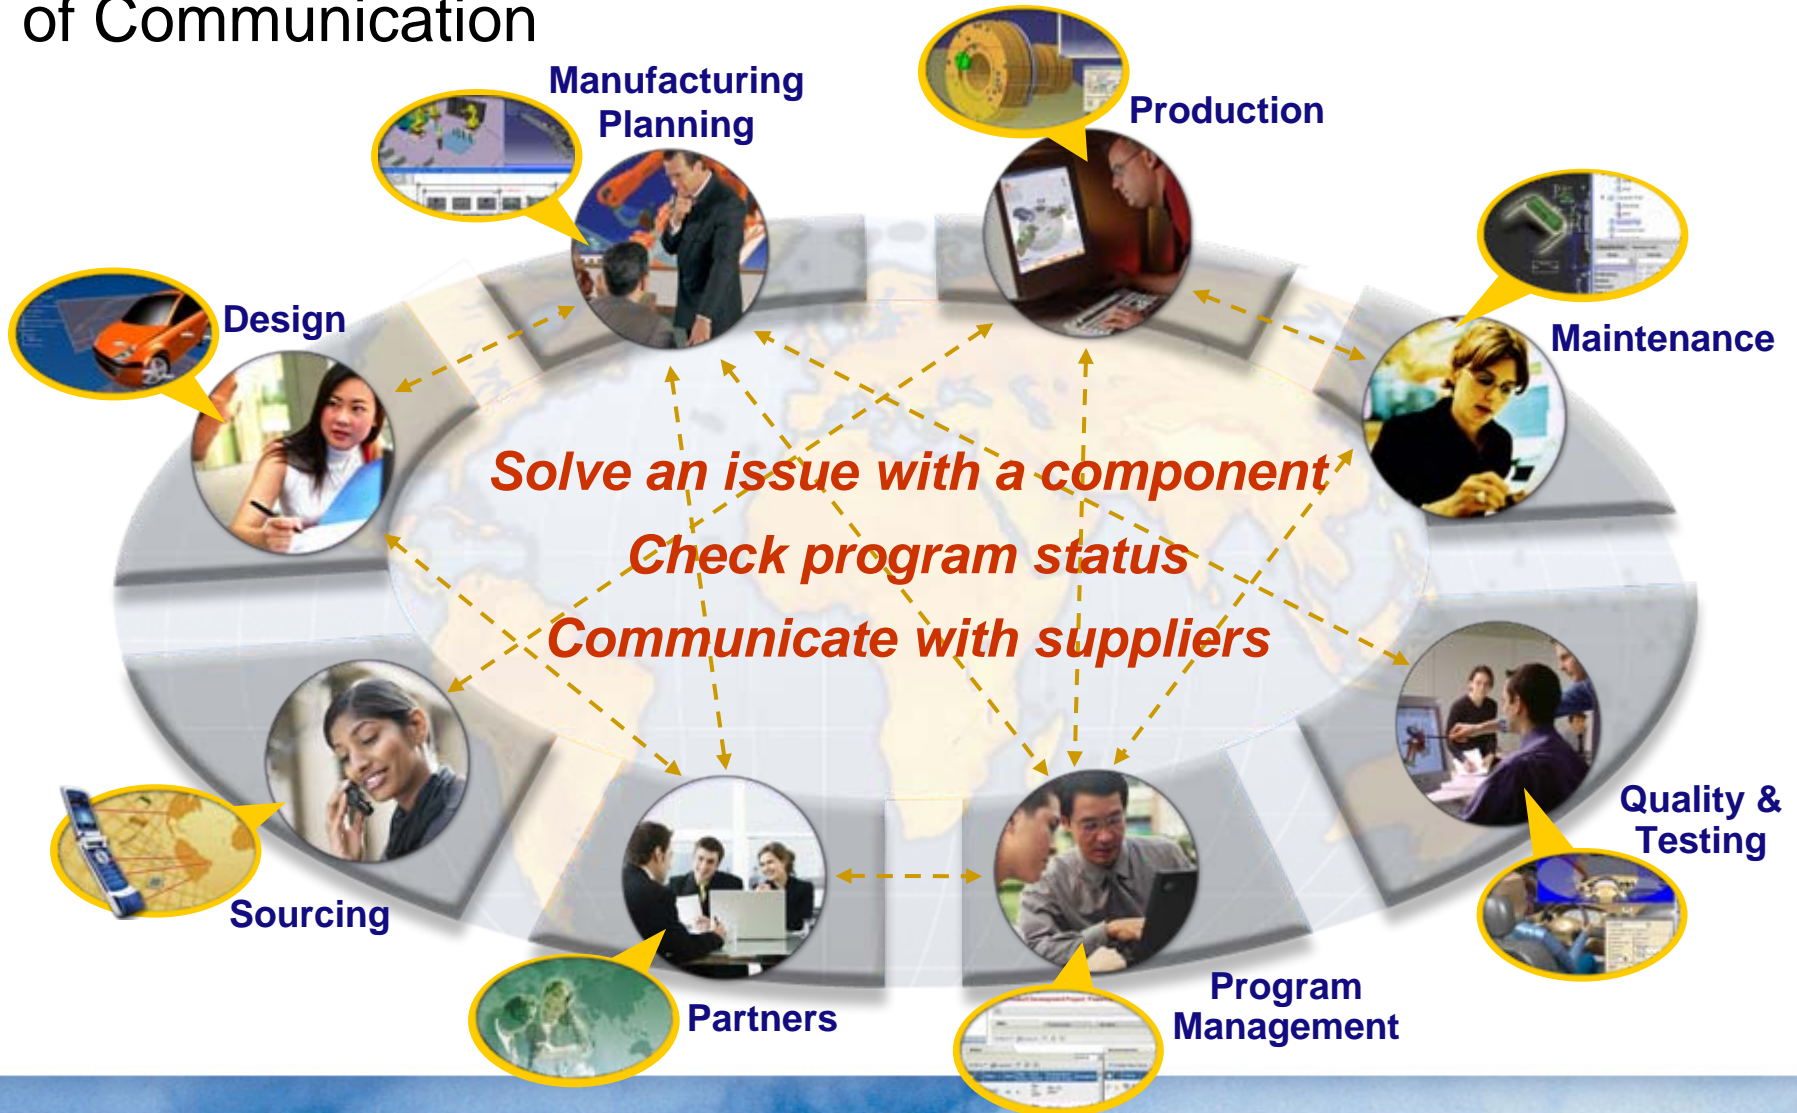 of Communication
Manufacturing
Planning
Production
Design
Maintenance
Solve an issue with a component
Check program status
Communicate with suppliers
Quality &
Testing
Sourcing
Partners
Program
Management